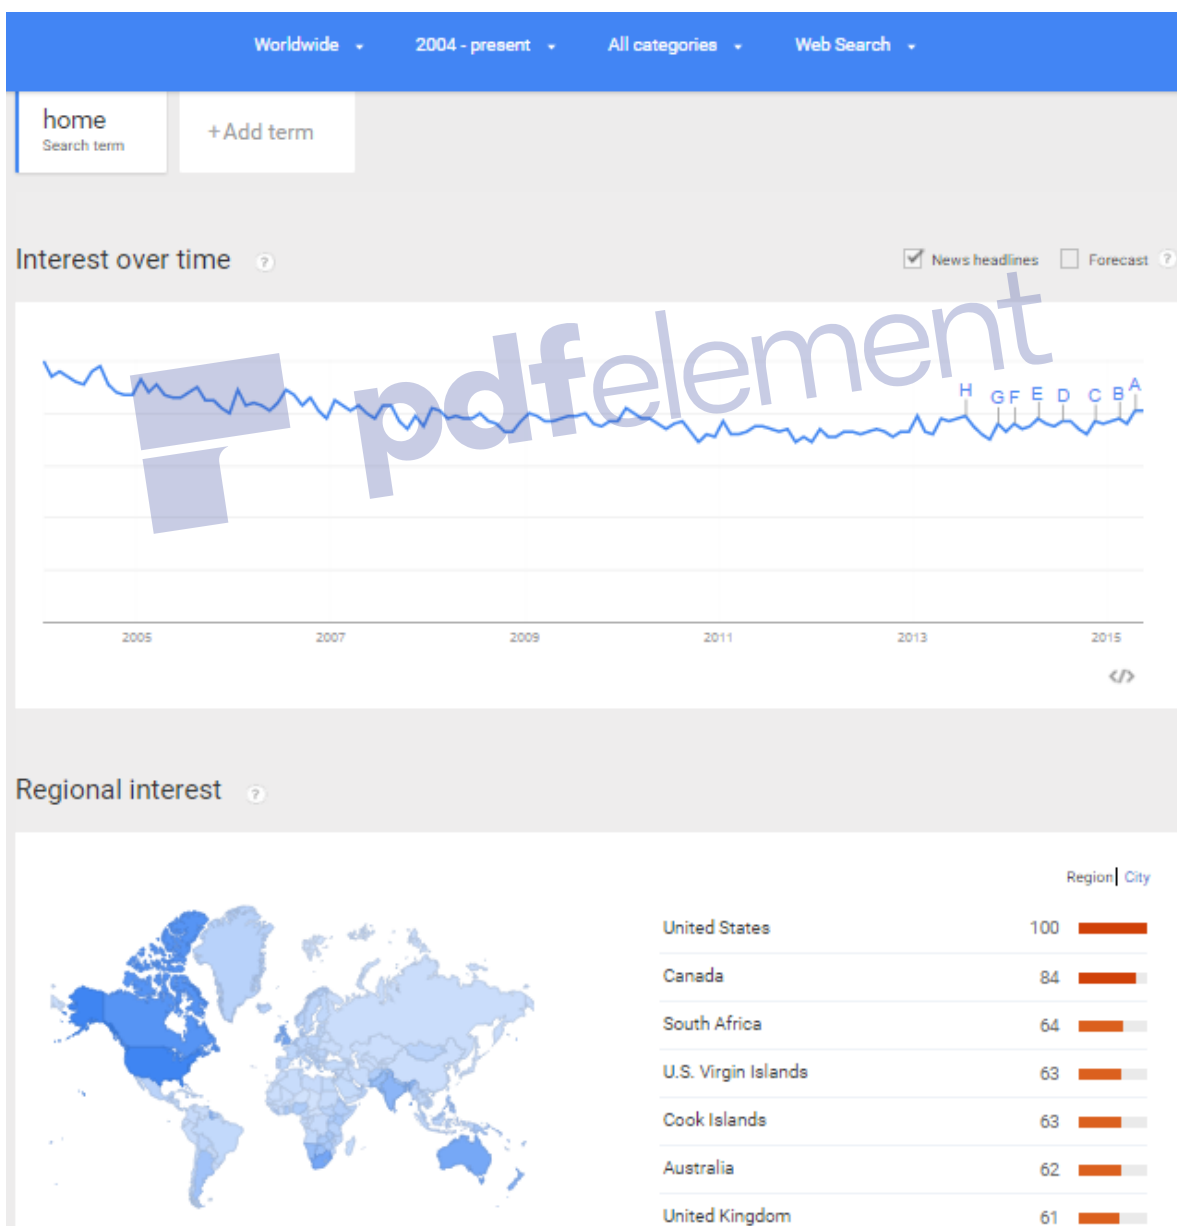 Worldwide 2004 - present All categories Web Search
home
Search term
+Add term
Interest over time ?
News headlines Forecast ?
pdfelement
H G F E D C B A
2005 2007 2009 2011 2013 2015
</>
Regional interest ?
Region City
United States 100
Canada 84
South Africa 64
U.S. Virgin Islands 63
Cook Islands 63
Australia 62
United Kingdom 61